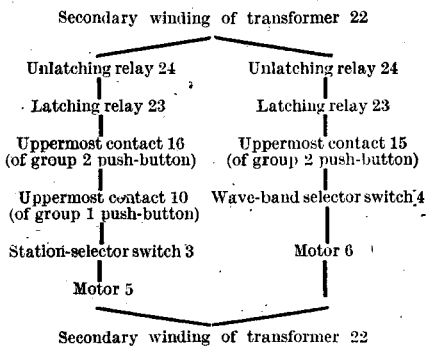 Secondary winding of transformer 22
Unlatching relay 24
Unlatching relay 24
Latching relay 23
Latching relay 23
Uppermost contact 16
(of group 2 push-button)
Uppermost contact 15
(of group 2 push-button)
Uppermost contact 10
(of group 1 push-button)
Wave-band selector switch 4
Station-selector switch 3
Motor 6
Motor 5
Secondary winding of transformer 22